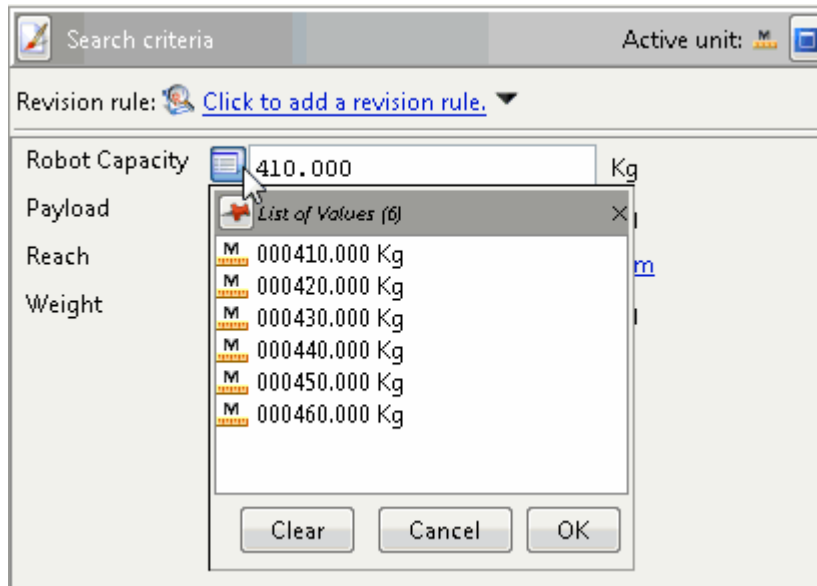 Search criteria Active unit: M
Revision rule: Click to add a revision rule.
Robot Capacity 410.000 Kg
Payload
List of Values (6)
Reach m
Weight
M 000410.000 Kg
M 000420.000 Kg
M 000430.000 Kg
M 000440.000 Kg
M 000450.000 Kg
M 000460.000 Kg
Clear Cancel OK